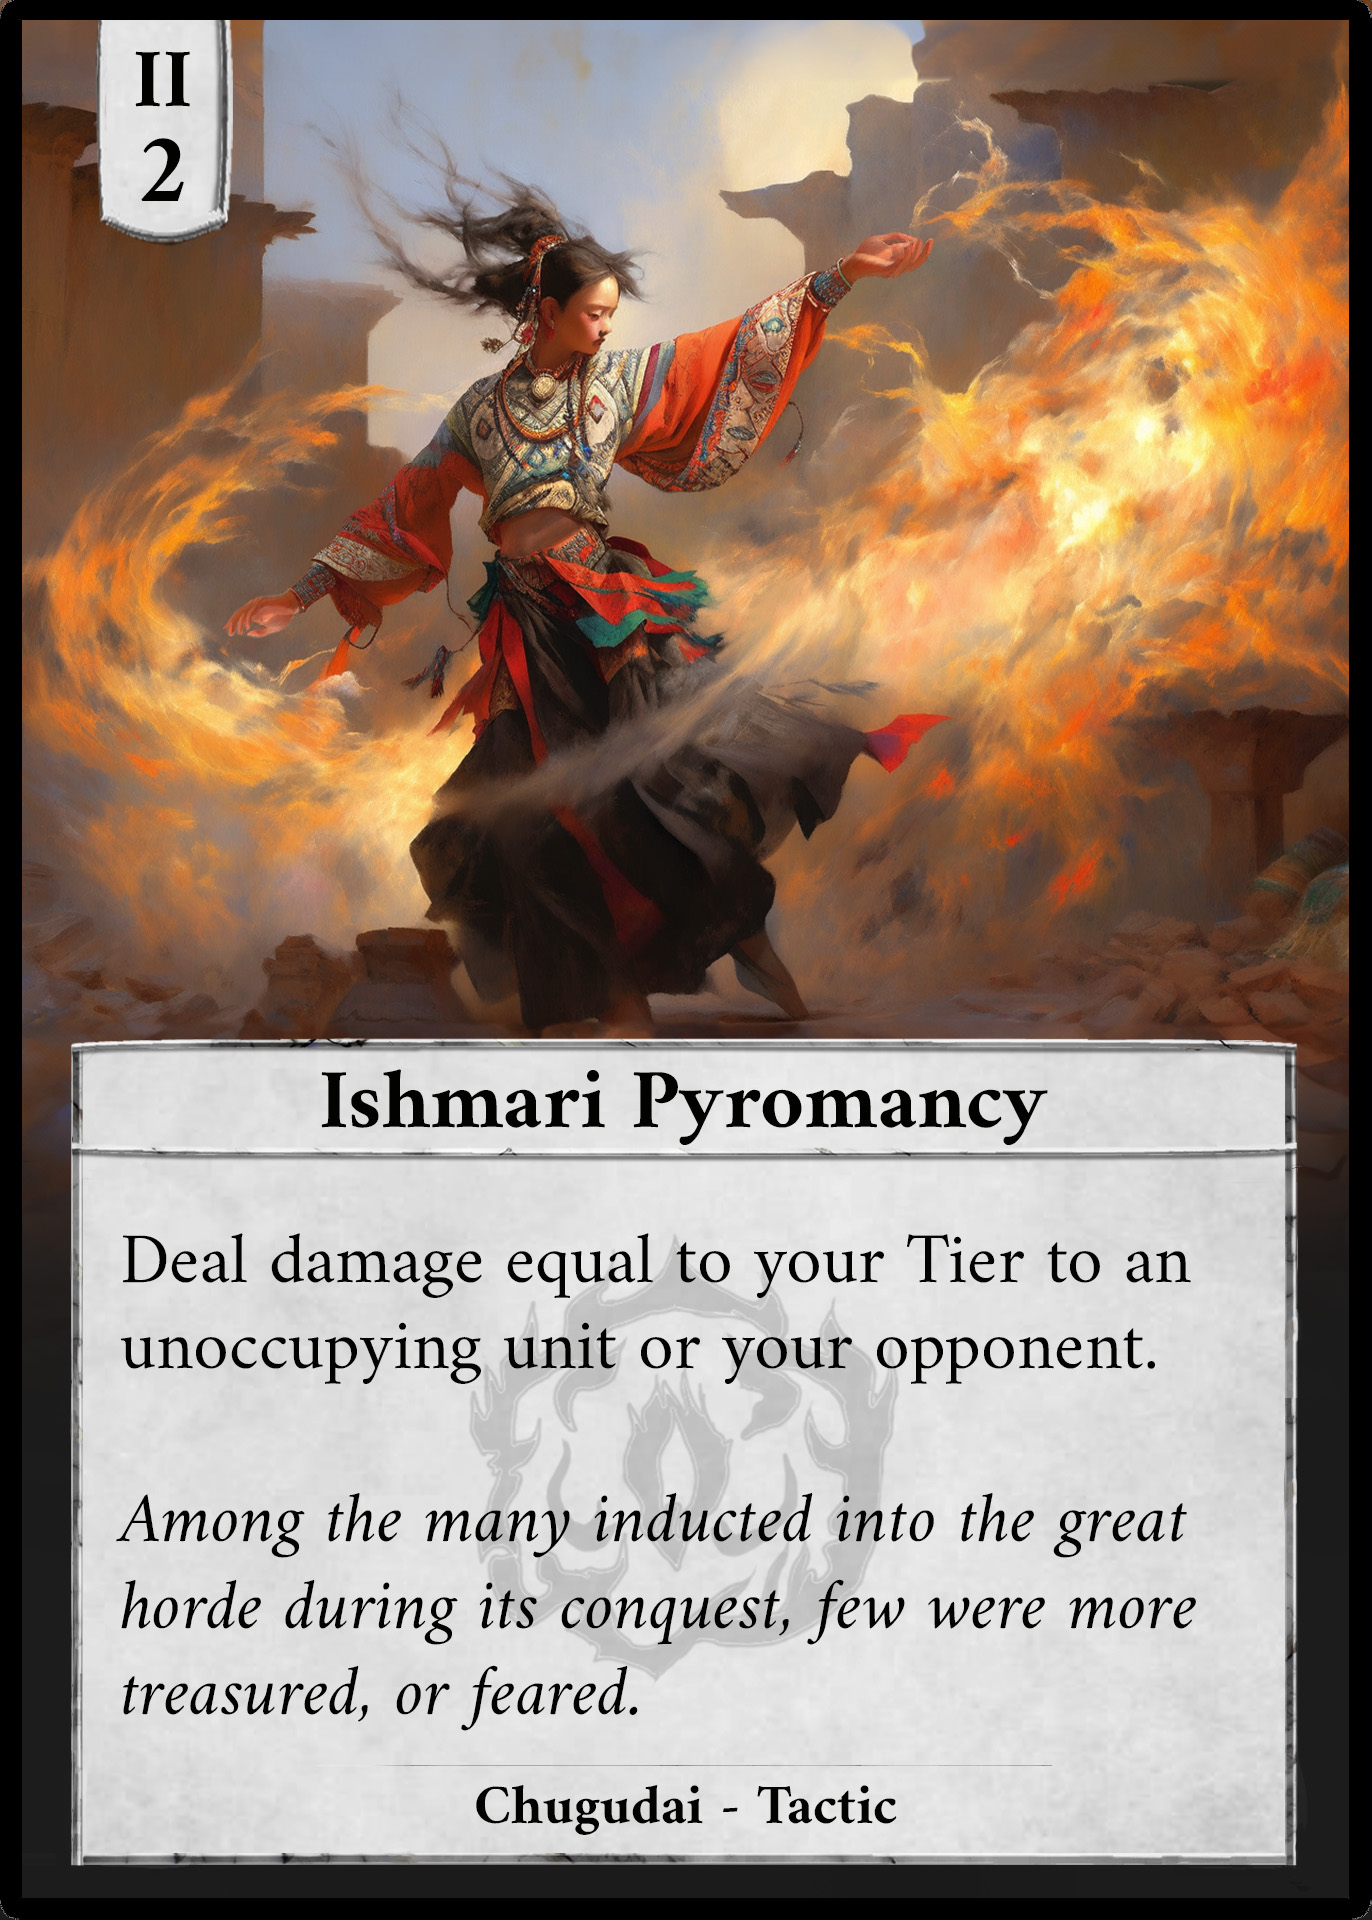 II
2
Ishmari Pyromancy
Deal damage equal to your Tier to an
unoccupying unit or your opponent.
Among the many inducted into the great
horde during its conquest, few were more
treasured, or feared.
Chugudai - Tactic